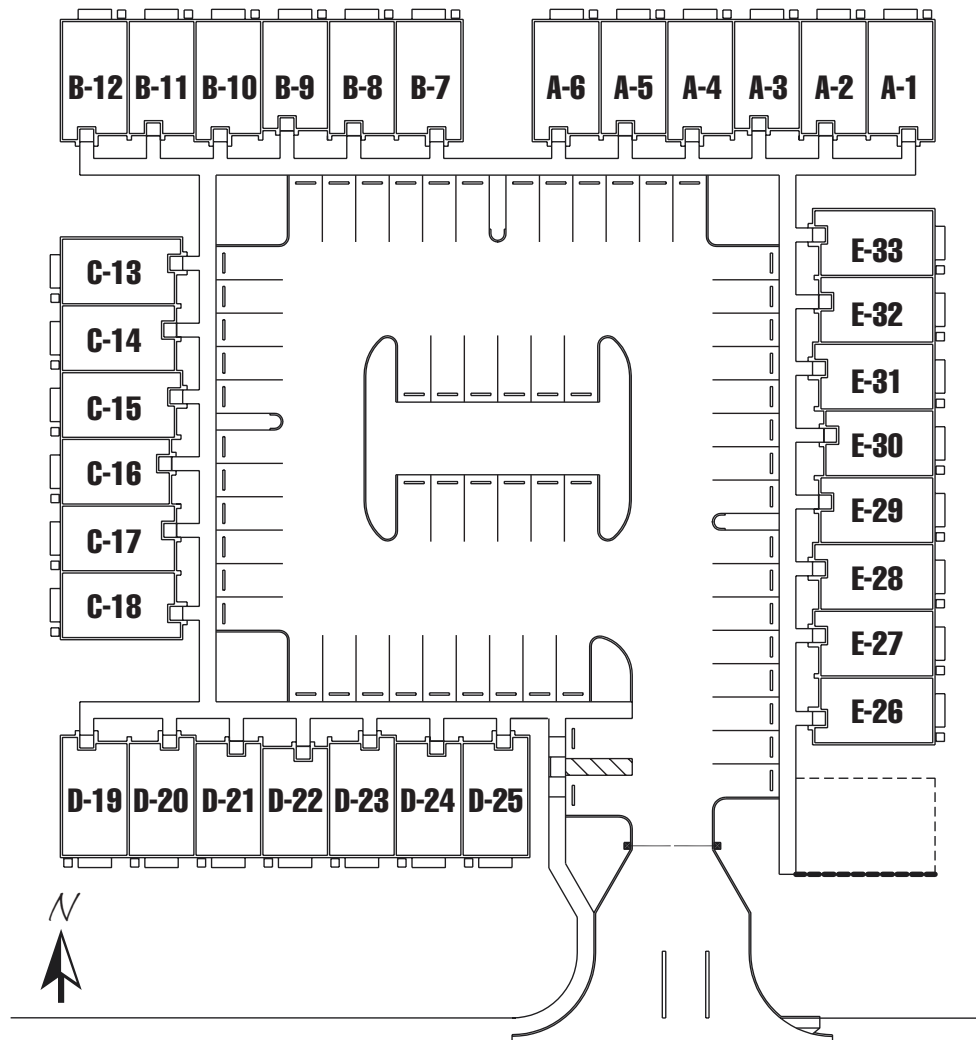 B-12 B-11 B-10 B-9 B-8 B-7 A-6 A-5 A-4 A-3 A-2 A-1
C-13
C-14
C-15
C-16
C-17
C-18
E-33
E-32
E-31
E-30
E-29
E-28
E-27
E-26
D-19 D-20 D-21 D-22 D-23 D-24 D-25
N